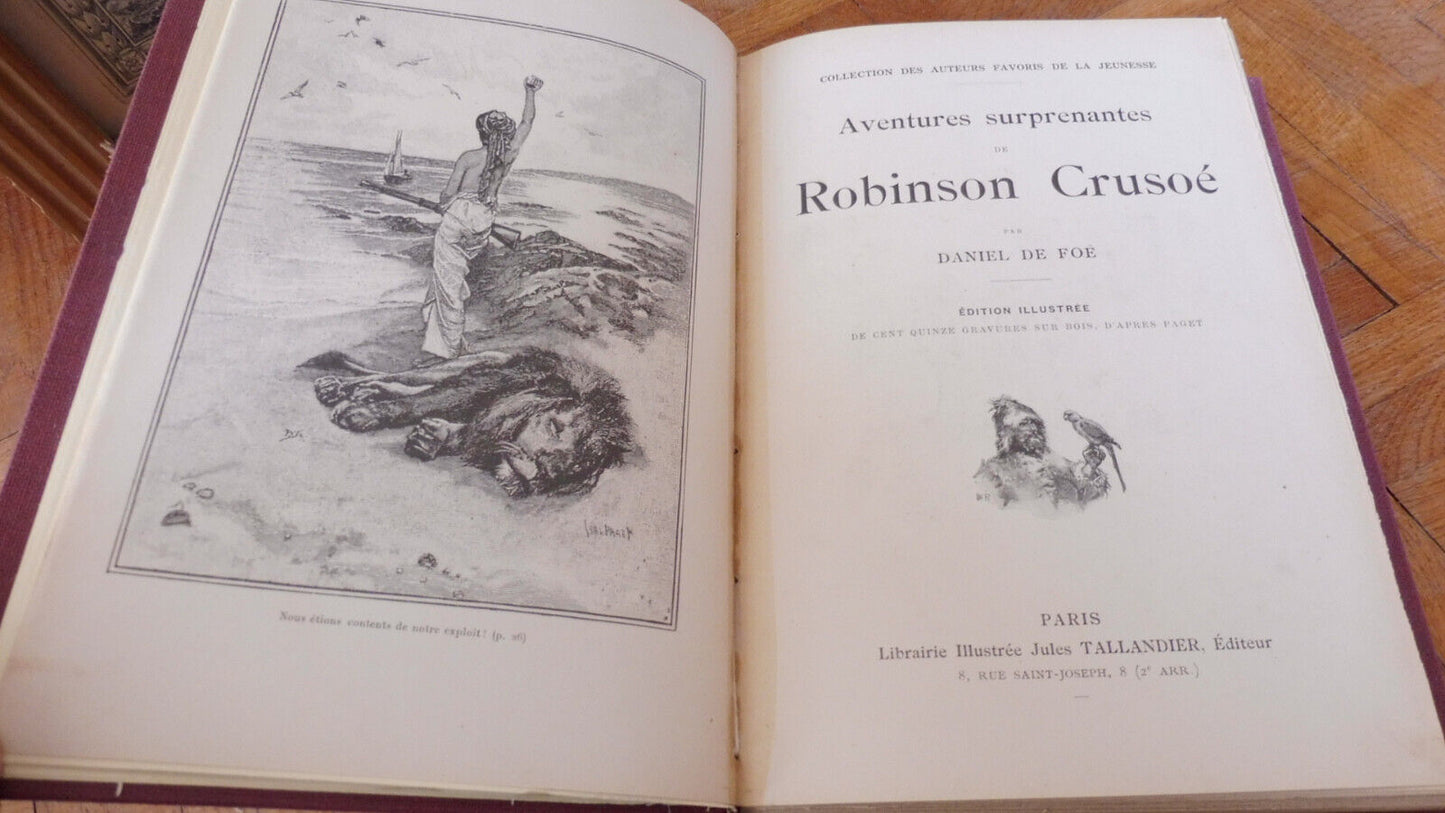 Nous étions contents de notre exploit! (p. 26)
COLLECTION DES AUTEURS FAVORIS DE LA JEUNESSE
Aventures surprenantes
DE
Robinson Crusoé
PAR
DANIEL DE FOË
ÉDITION ILLUSTRÉE
DE CENT QUINZE GRAVURES SUR BOIS, D'APRÈS PAGET
PARIS
Librairie Illustrée Jules TALLANDIER, Éditeur
8, RUE SAINT-JOSEPH, 8 (2e ARR.)